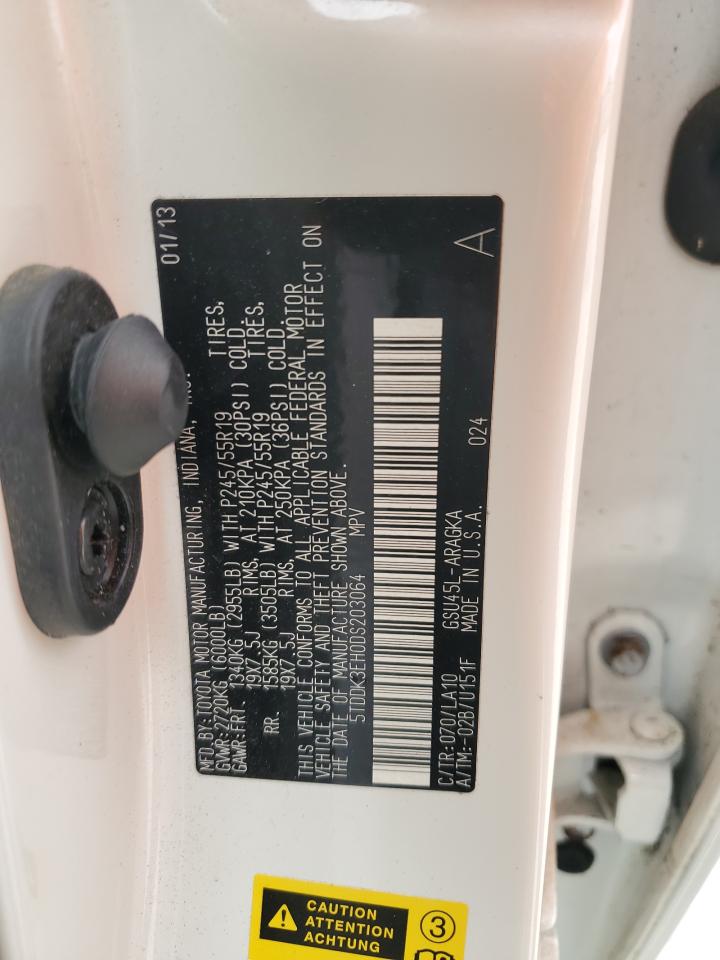 MFD. BY: TOYOTA MOTOR MANUFACTURING, INDIANA, INC. 01/13
GVWR: 2720KG (6000LB)
GAWR: FRT 1340KG (2955LB) WITH P245/55R19 TIRES,
19X7.5J RIMS, AT 210KPA (30PSI) COLD.
RR. 1585KG (3505LB) WITH P245/55R19 TIRES,
19X7.5J RIMS, AT 250KPA (36PSI) COLD.
THIS VEHICLE CONFORMS TO ALL APPLICABLE FEDERAL MOTOR
VEHICLE SAFETY AND THEFT PREVENTION STANDARDS IN EFFECT ON
THE DATE OF MANUFACTURE SHOWN ABOVE.
5TDDK3EH0DS203064 MPV
C/TR: 070/LA10 GSU45L-ARAGKA 024
A/TM: -02B/U151F MADE IN U.S.A. A
CAUTION
ATTENTION
ACHTUNG
3